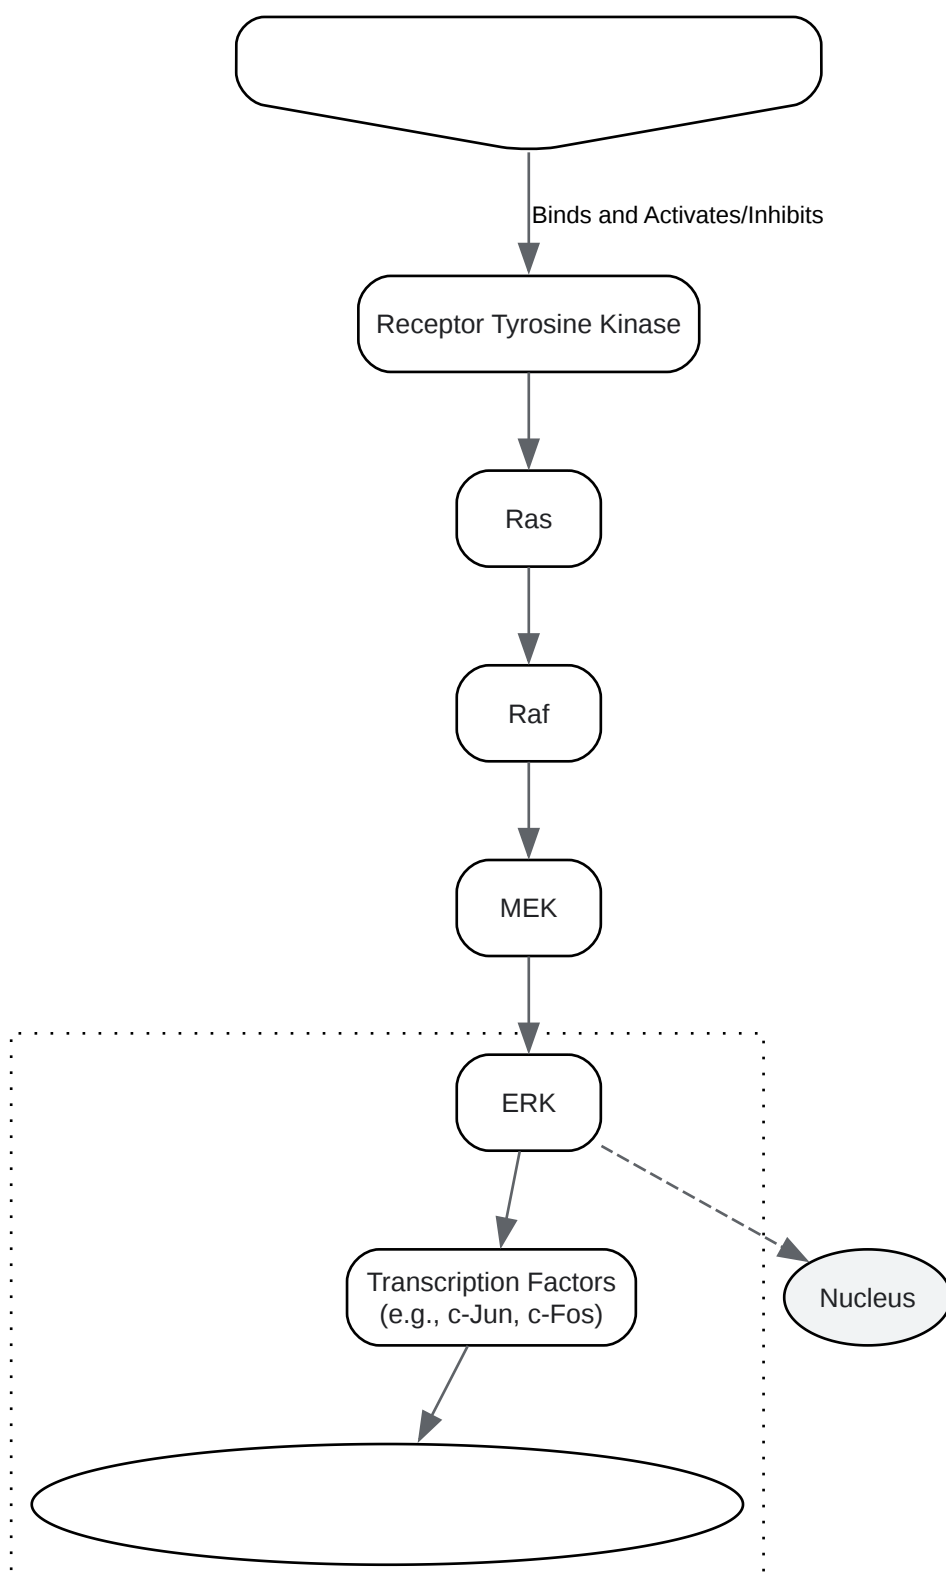 Binds and Activates/Inhibits
Receptor Tyrosine Kinase
Ras
Raf
MEK
ERK
Transcription Factors
(e.g., c-Jun, c-Fos)
Nucleus